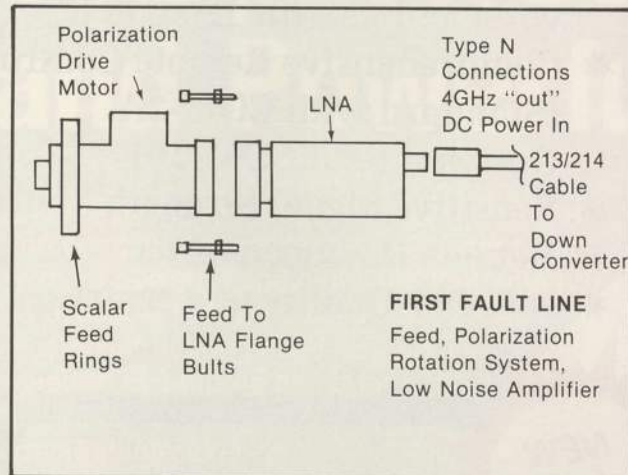 Polarization
Drive
Motor
LNA
Type N
Connections
4GHz "out"
DC Power In
213/214
Cable
To
Down
Converter
Scalar
Feed
Rings
Feed To
LNA Flange
Bults
FIRST FAULT LINE
Feed, Polarization
Rotation System,
Low Noise Amplifier